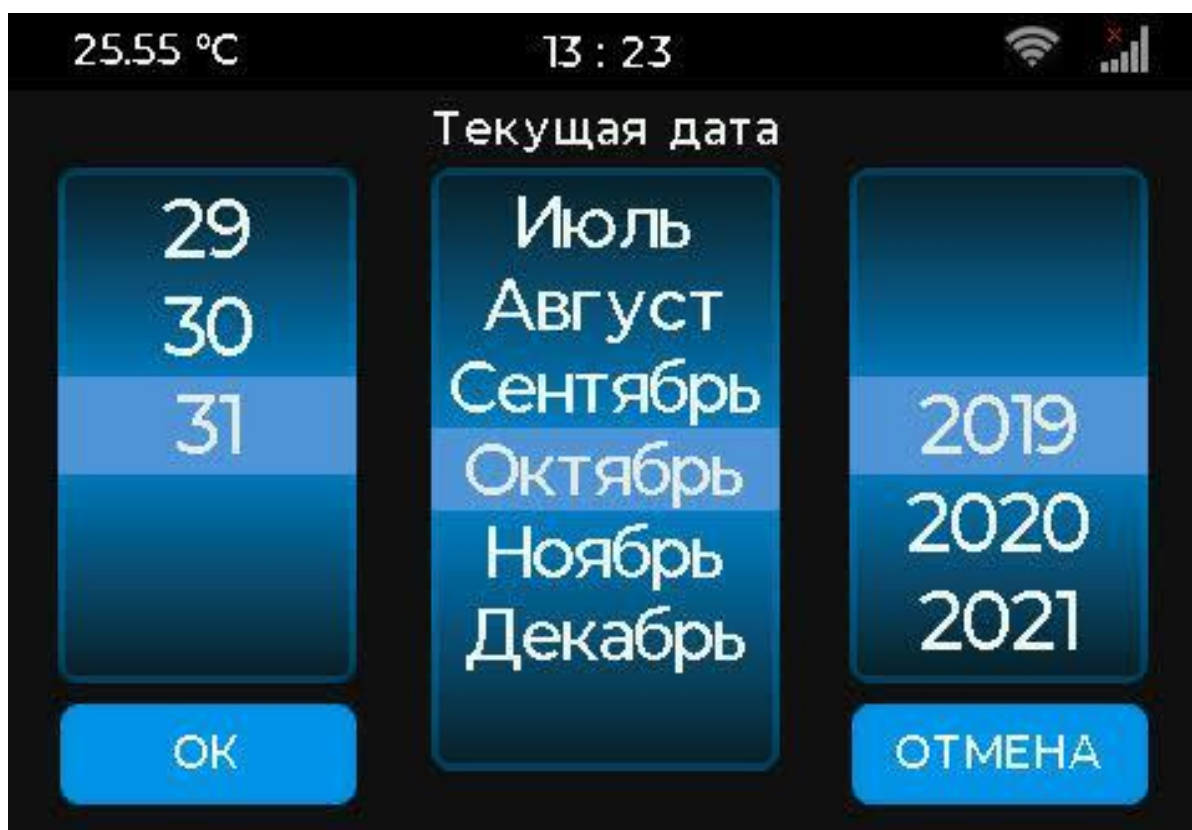 25.55 °C
13 : 23
Текущая дата
29
30
31
Июль
Август
Сентябрь
Октябрь
Ноябрь
Декабрь
2019
2020
2021
ОК
ОТМЕНА